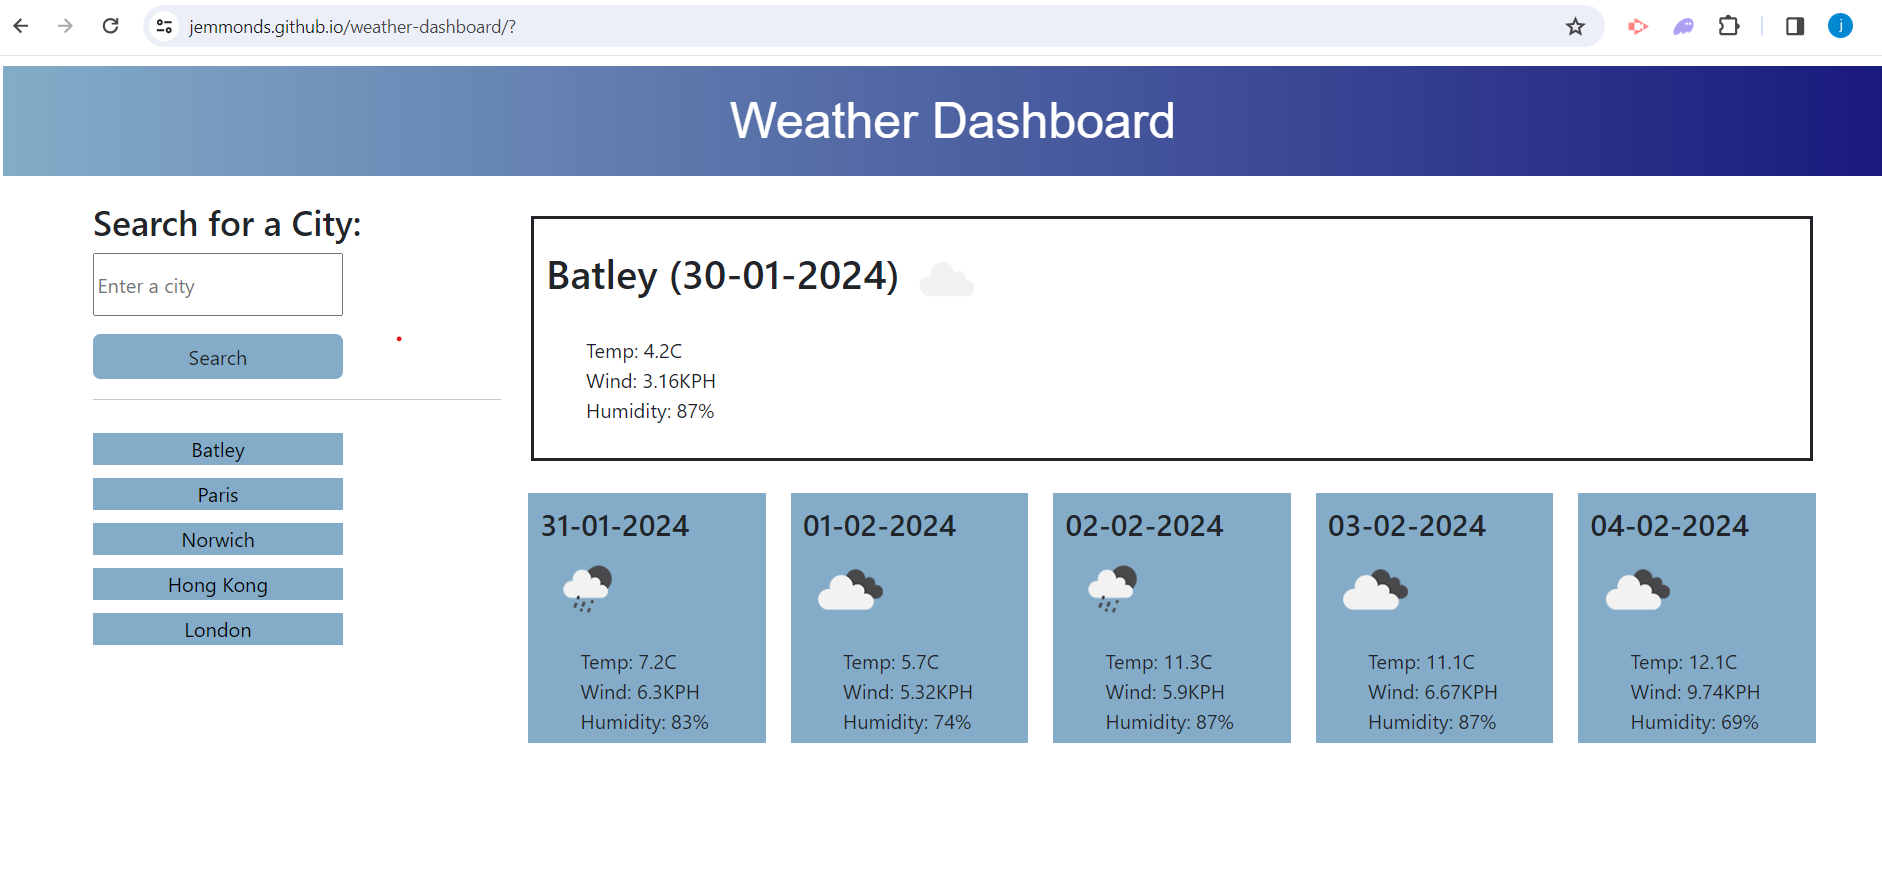 jemmonds.github.io/weather-dashboard/?
j
Weather Dashboard
Search for a City:
Enter a city
Search
Batley
Paris
Norwich
Hong Kong
London
Batley (30-01-2024)
Temp: 4.2C
Wind: 3.16KPH
Humidity: 87%
31-01-2024
Temp: 7.2C
Wind: 6.3KPH
Humidity: 83%
01-02-2024
Temp: 5.7C
Wind: 5.32KPH
Humidity: 74%
02-02-2024
Temp: 11.3C
Wind: 5.9KPH
Humidity: 87%
03-02-2024
Temp: 11.1C
Wind: 6.67KPH
Humidity: 87%
04-02-2024
Temp: 12.1C
Wind: 9.74KPH
Humidity: 69%